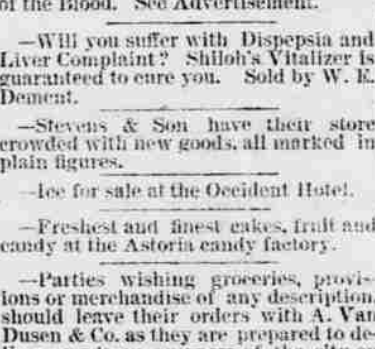 of the Blood. See Advertisement.
—Will you suffer with Dispepsia and
Liver Complaint? Shiloh's Vitalizer is
guaranteed to cure you. Sold by W. E.
Dement.
—Stevens & Son have their store
crowded with new goods, all marked in
plain figures.
—Ice for sale at the Occident Hotel.
—Freshest and finest cakes, fruit and
candy at the Astoria candy factory.
—Parties wishing groceries, provis-
ions or merchandise of any description,
should leave their orders with A. Van
Dusen & Co. as they are prepared to de-